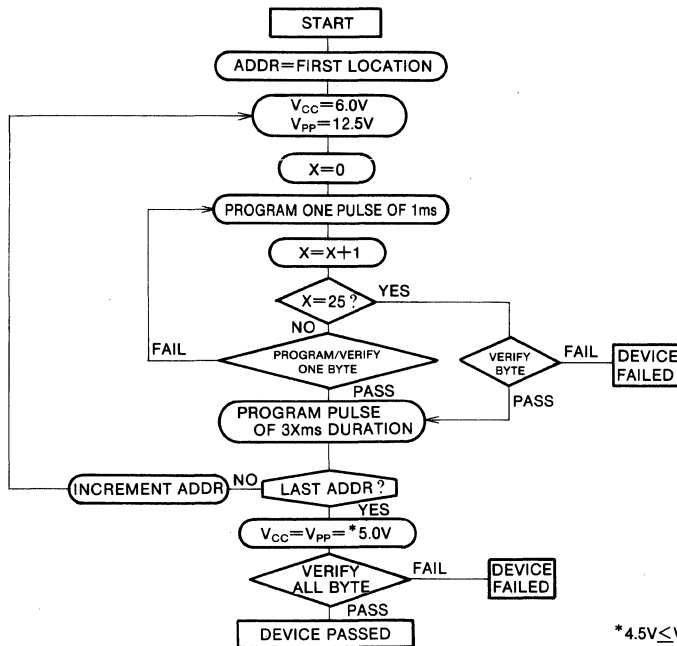 START
ADDR=FIRST LOCATION
VCC=6.0V
VPP=12.5V
X=0
PROGRAM ONE PULSE OF 1ms
X=X+1
X=25?
YES
NO
FAIL
PROGRAM/VERIFY
ONE BYTE
PASS
VERIFY
BYTE
FAIL
DEVICE
FAILED
PASS
PROGRAM PULSE
OF 3Xms DURATION
INCREMENT ADDR
NO
LAST ADDR?
YES
VCC=VPP=*5.0V
VERIFY
ALL BYTE
FAIL
DEVICE
FAILED
PASS
DEVICE PASSED
*4.5V≤V